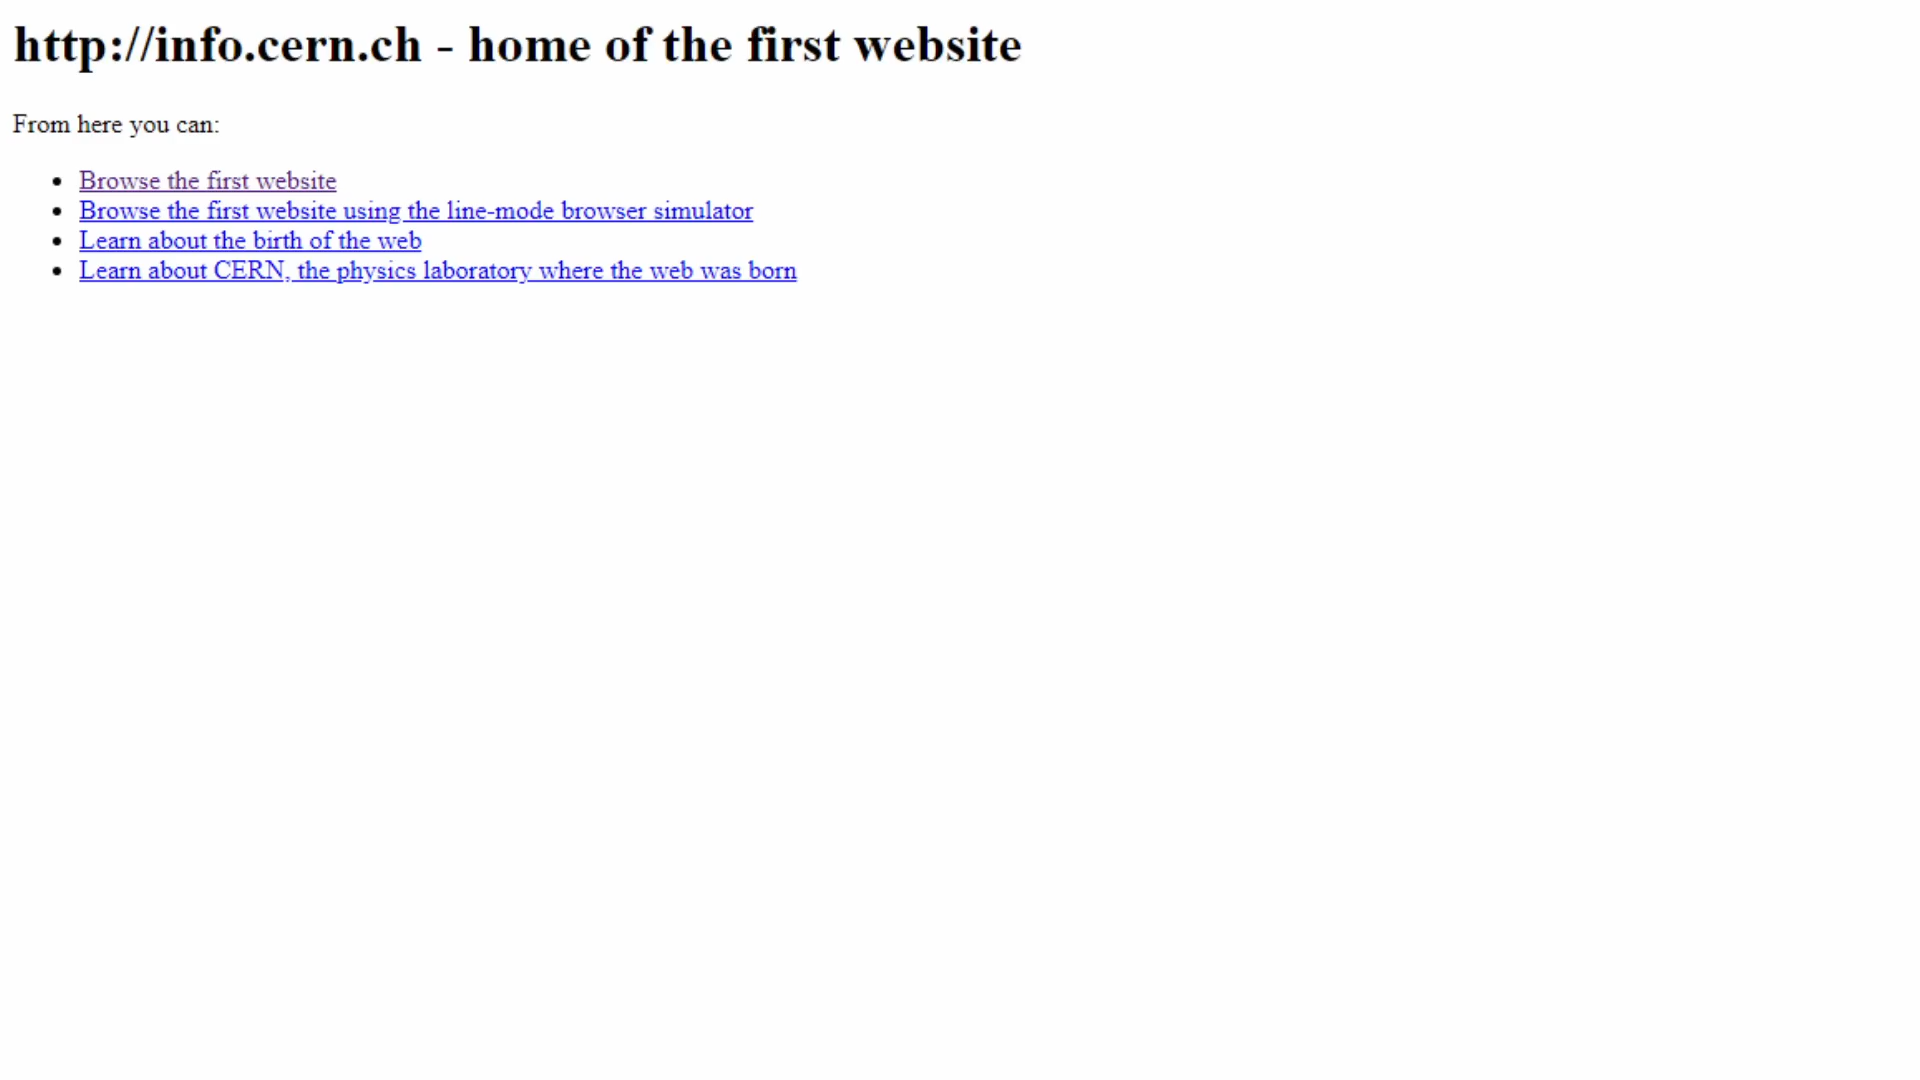 http://info.cern.ch - home of the first website
From here you can:
Browse the first website
Browse the first website using the line-mode browser simulator
Learn about the birth of the web
Learn about CERN, the physics laboratory where the web was born